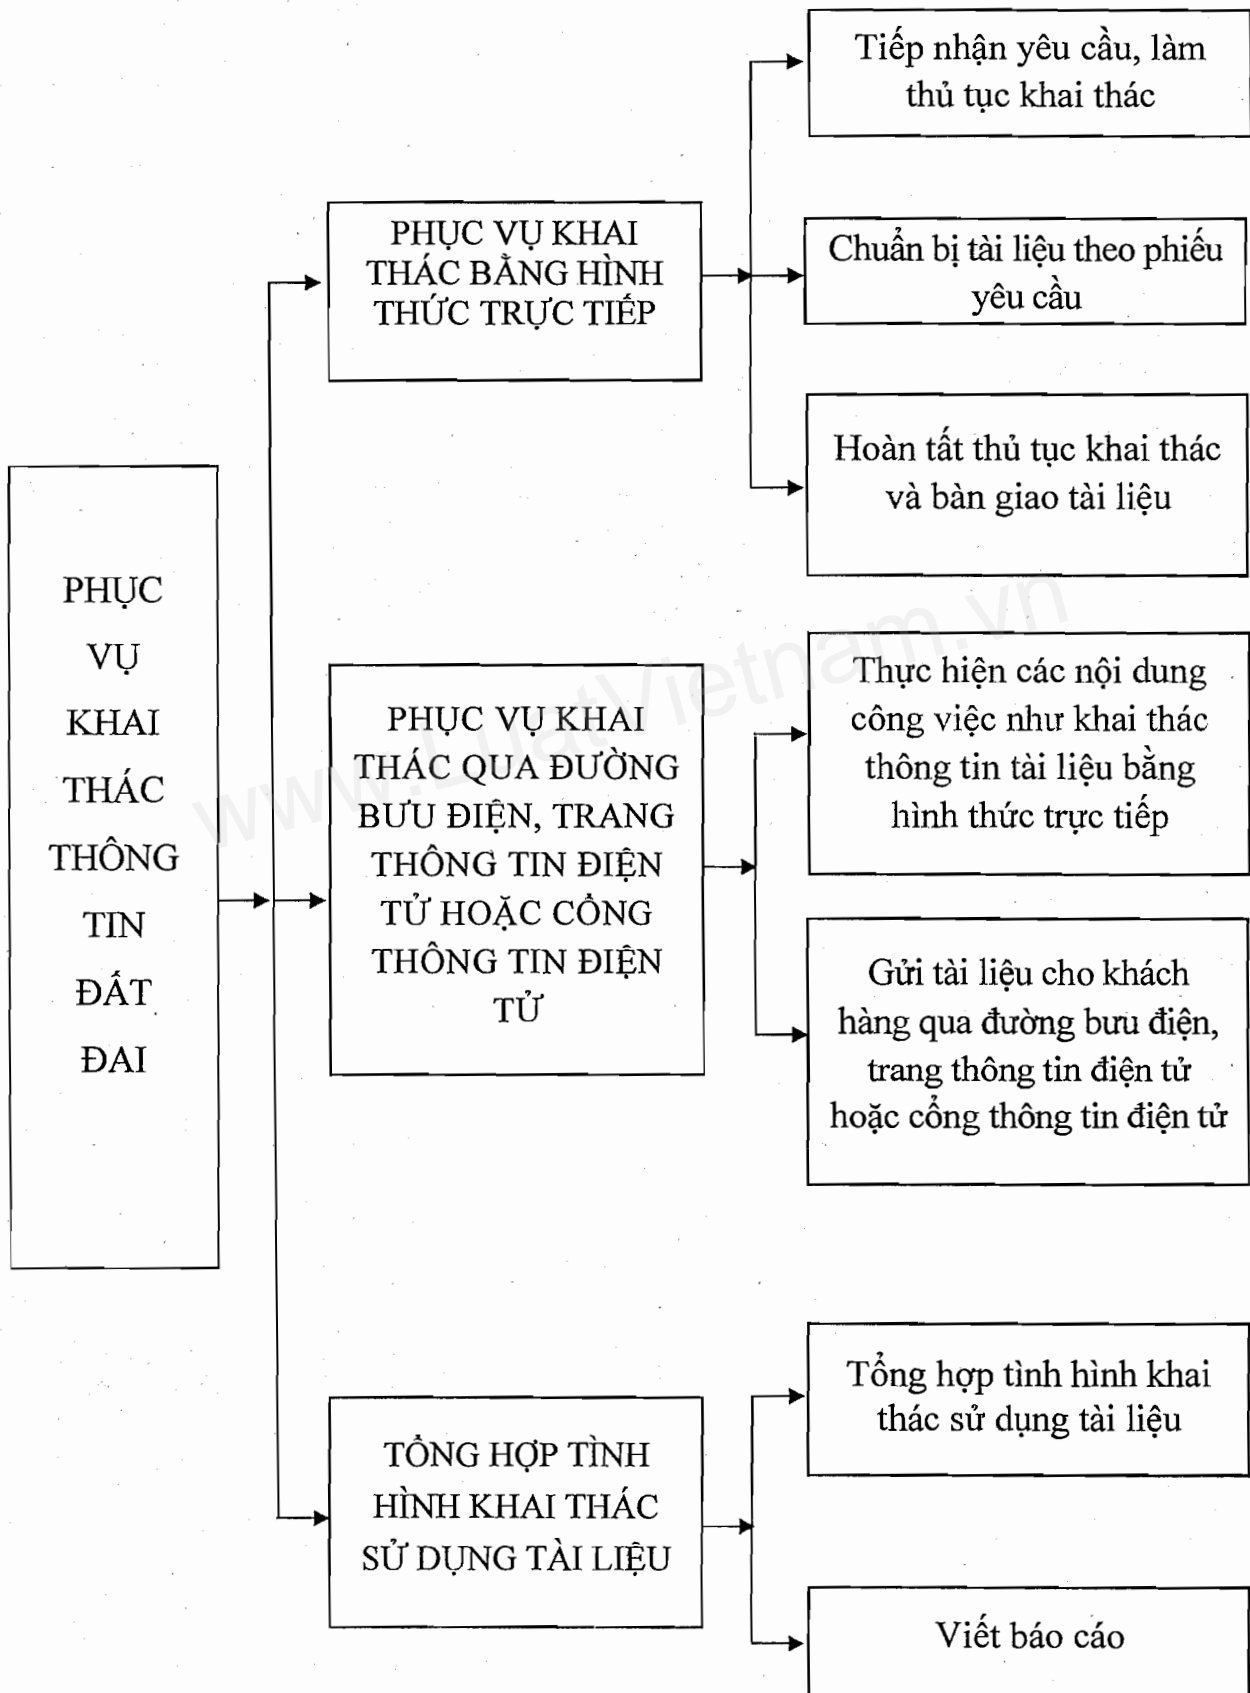 PHỤC
VỤ
KHAI
THÁC
THÔNG
TIN
ĐẤT
ĐAI
PHỤC VỤ KHAI
THÁC BẰNG HÌNH
THỨC TRỰC TIẾP
Tiếp nhận yêu cầu, làm
thủ tục khai thác
Chuẩn bị tài liệu theo phiếu
yêu cầu
Hoàn tất thủ tục khai thác
và bàn giao tài liệu
PHỤC VỤ KHAI
THÁC QUA ĐƯỜNG
BƯU ĐIỆN, TRANG
THÔNG TIN ĐIỆN
TỬ HOẶC CỔNG
THÔNG TIN ĐIỆN
TỬ
Thực hiện các nội dung
công việc như khai thác
thông tin tài liệu bằng
hình thức trực tiếp
Gửi tài liệu cho khách
hàng qua đường bưu điện,
trang thông tin điện tử
hoặc cổng thông tin điện tử
TỔNG HỢP TÌNH
HÌNH KHAI THÁC
SỬ DỤNG TÀI LIỆU
Tổng hợp tình hình khai
thác sử dụng tài liệu
Viết báo cáo
www.LuatVietnam.vn